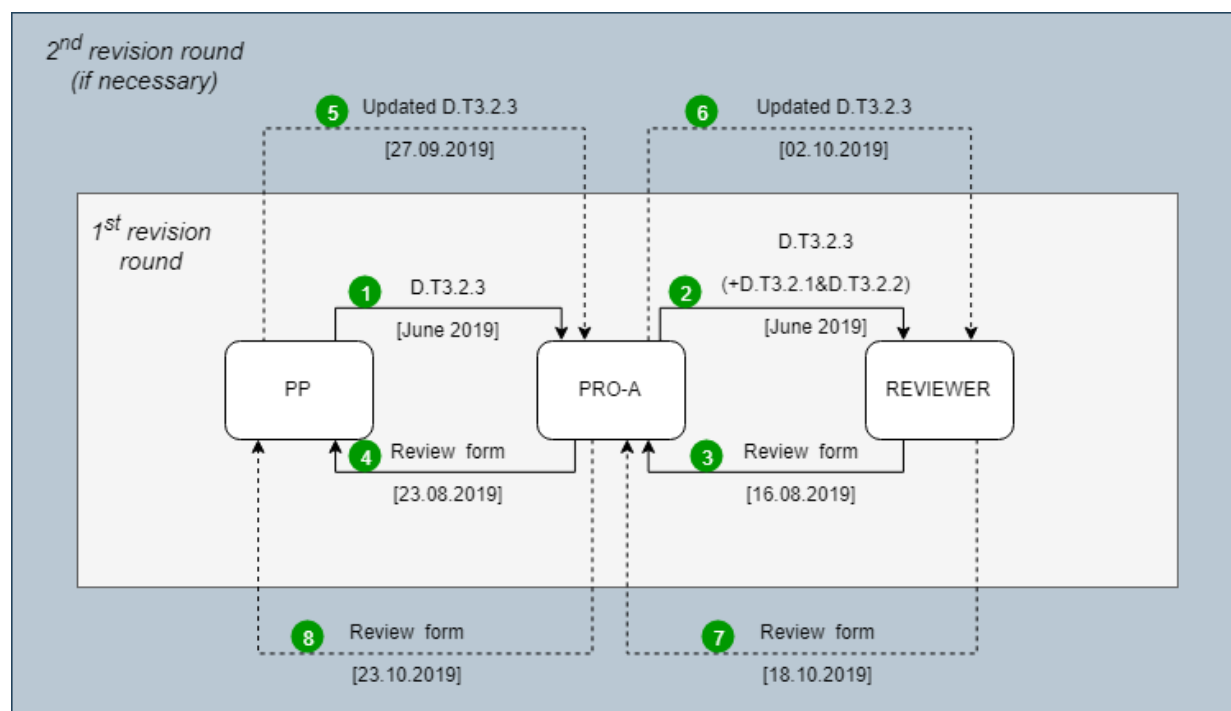 2nd revision round
(if necessary)
5 Updated D.T3.2.3
[27.09.2019]
6 Updated D.T3.2.3
[02.10.2019]
1st revision
round
1 D.T3.2.3
[June 2019]
D.T3.2.3
2 (+D.T3.2.1&D.T3.2.2)
[June 2019]
PP
PRO-A
REVIEWER
4 Review form
[23.08.2019]
3 Review form
[16.08.2019]
8 Review form
[23.10.2019]
7 Review form
[18.10.2019]